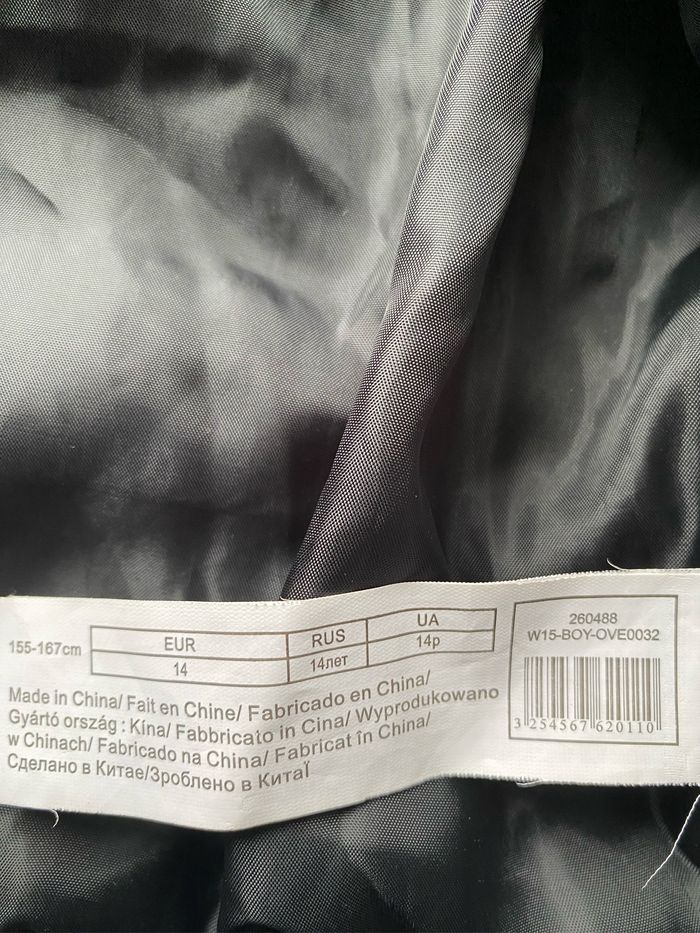 155-167cm
EUR RUS UA
14 14лет 14р
Made in China/ Fait en Chine/ Fabricado en China/
Gyártó ország : Kína/ Fabbricato in Cina/ Wyprodukowano
w Chinach/ Fabricado na China/ Fabricat în China/
Сделано в Китае/Зроблено в Китаї
260488
W15-BOY-OVE0032
3 254567 620110